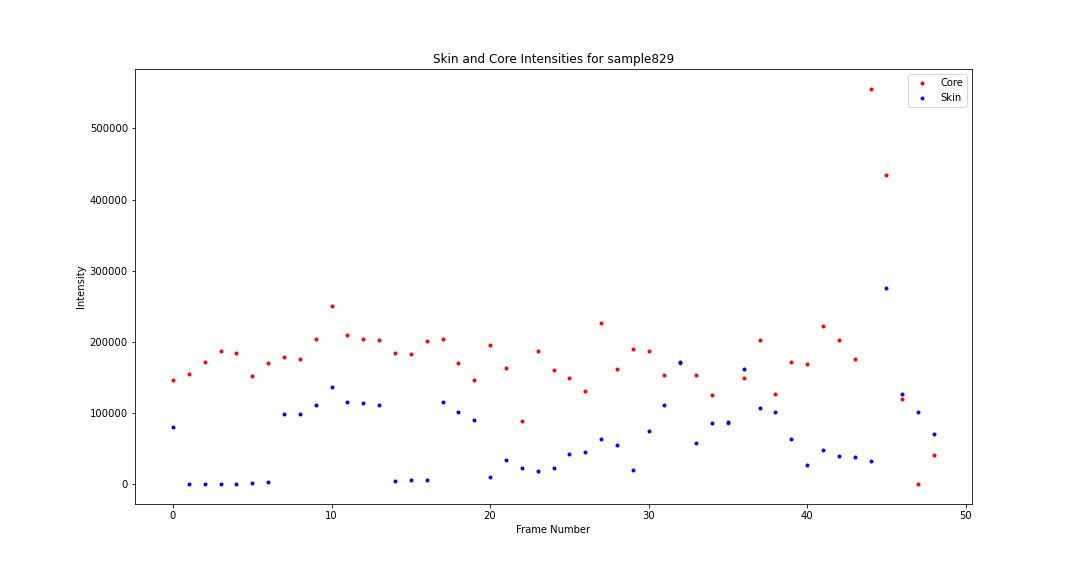 Skin and Core Intensities for sample829
Core
Skin
500000
400000
300000
200000
100000
0
Intensity
0 10 20 30 40 50
Frame Number